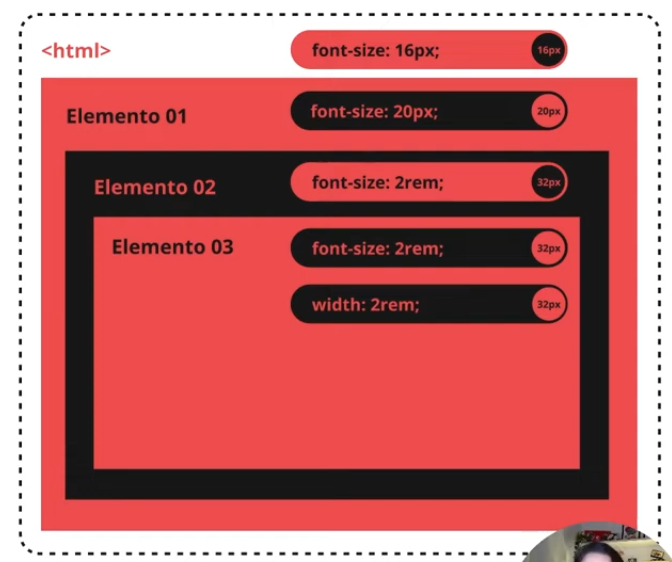 <html> font-size: 16px; 16px
Elemento 01 font-size: 20px; 20px
Elemento 02 font-size: 2rem; 32px
Elemento 03 font-size: 2rem; 32px
width: 2rem; 32px